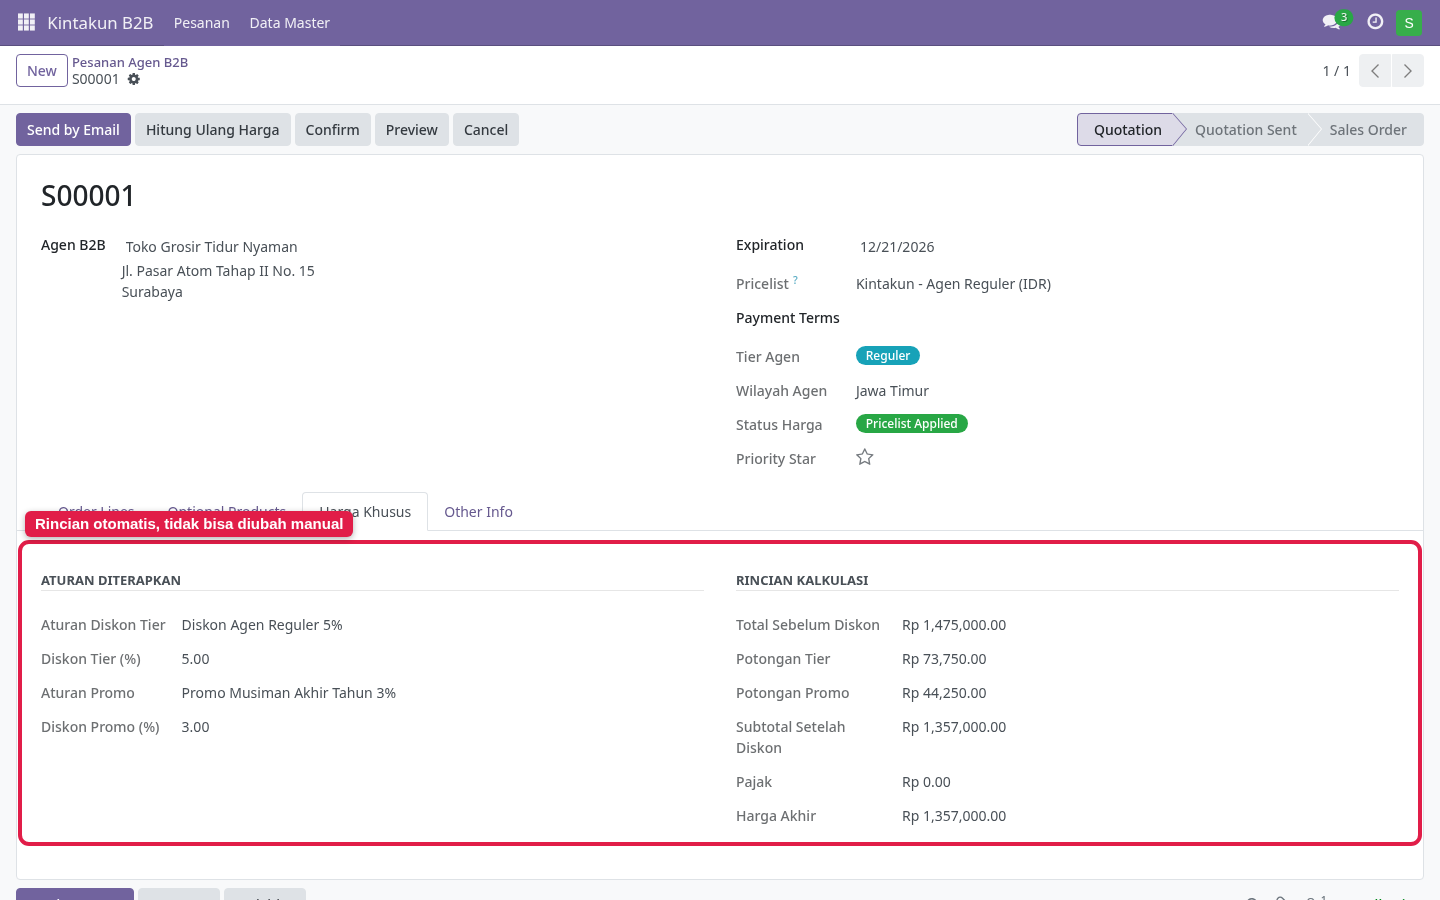 Kintakun B2B Pesanan Data Master 3 S
New Pesanan Agen B2B
S00001 1 / 1
Send by Email Hitung Ulang Harga Confirm Preview Cancel Quotation Quotation Sent Sales Order
S00001
Agen B2B Toko Grosir Tidur Nyaman
Jl. Pasar Atom Tahap II No. 15
Surabaya
Expiration 12/21/2026
Pricelist ? Kintakun - Agen Reguler (IDR)
Payment Terms
Tier Agen Reguler
Wilayah Agen Jawa Timur
Status Harga Pricelist Applied
Priority Star
Order Lines Optional Products Harga Khusus Other Info
Rincian otomatis, tidak bisa diubah manual
ATURAN DITERAPKAN
Aturan Diskon Tier Diskon Agen Reguler 5%
Diskon Tier (%) 5.00
Aturan Promo Promo Musiman Akhir Tahun 3%
Diskon Promo (%) 3.00
RINCIAN KALKULASI
Total Sebelum Diskon Rp 1,475,000.00
Potongan Tier Rp 73,750.00
Potongan Promo Rp 44,250.00
Subtotal Setelah Rp 1,357,000.00
Diskon
Pajak Rp 0.00
Harga Akhir Rp 1,357,000.00